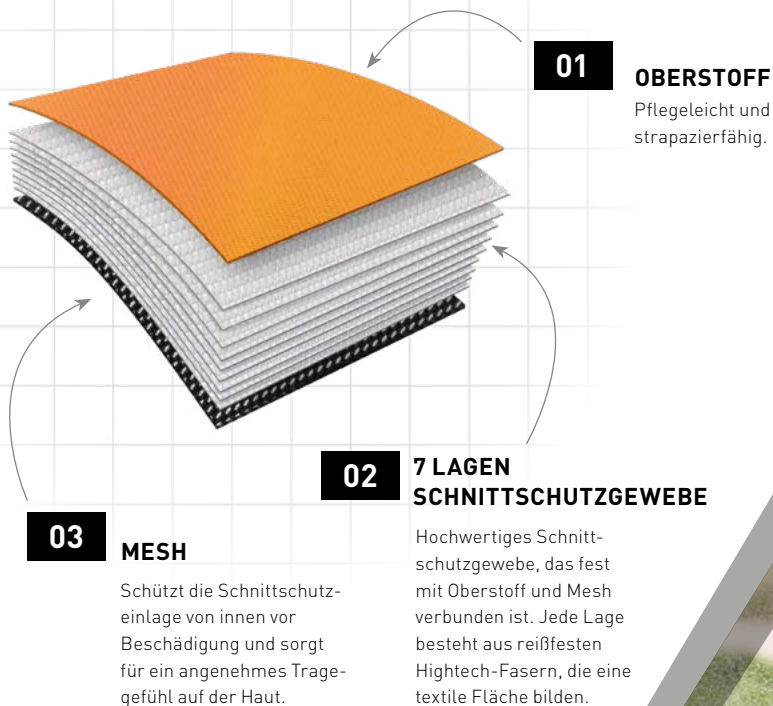 01
OBERSTOFF
Pflegeleicht und
strapazierfähig.
02
7 LAGEN
SCHNITTSCHUTZGEWEBE
Hochwertiges Schnitt-
schutzgewebe, das fest
mit Oberstoff und Mesh
verbunden ist. Jede Lage
besteht aus reißfesten
Hightech-Fasern, die eine
textile Fläche bilden.
03
MESH
Schützt die Schnittschutz-
einlage von innen vor
Beschädigung und sorgt
für ein angenehmes Trage-
gefühl auf der Haut.